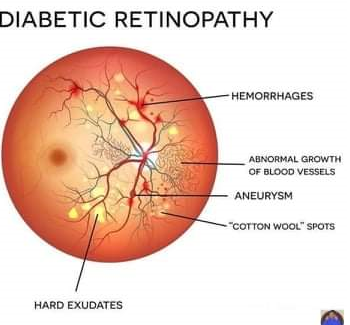 DIABETIC RETINOPATHY
HEMORRHAGES
ABNORMAL GROWTH
OF BLOOD VESSELS
ANEURYSM
"COTTON WOOL" SPOTS
HARD EXUDATES